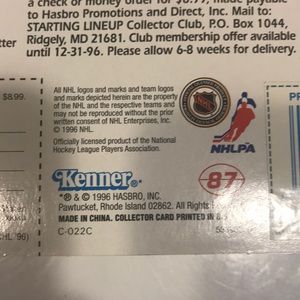 a check or money order for $8.99, made payable
to Hasbro Promotions and Direct, Inc. Mail to:
STARTING LINEUP Collector Club, P.O. Box 1044,
Ridgely, MD 21681. Club membership offer available
until 12-31-96. Please allow 6-8 weeks for delivery.
$8.99.
All NHL logos and marks and team logos
and marks depicted herein are the property
of the NHL and the respective teams and
may not be reproduced without the prior
written consent of NHL Enterprises, Inc.
© 1996 NHL.
Officially licensed product of the National
Hockey League Players Association.
NHL
NHLPA
Kenner®*
87
*® & © 1996 HASBRO, INC.
Pawtucket, Rhode Island 02862. All Rights
MADE IN CHINA. COLLECTOR CARD PRINTED IN
C-022C